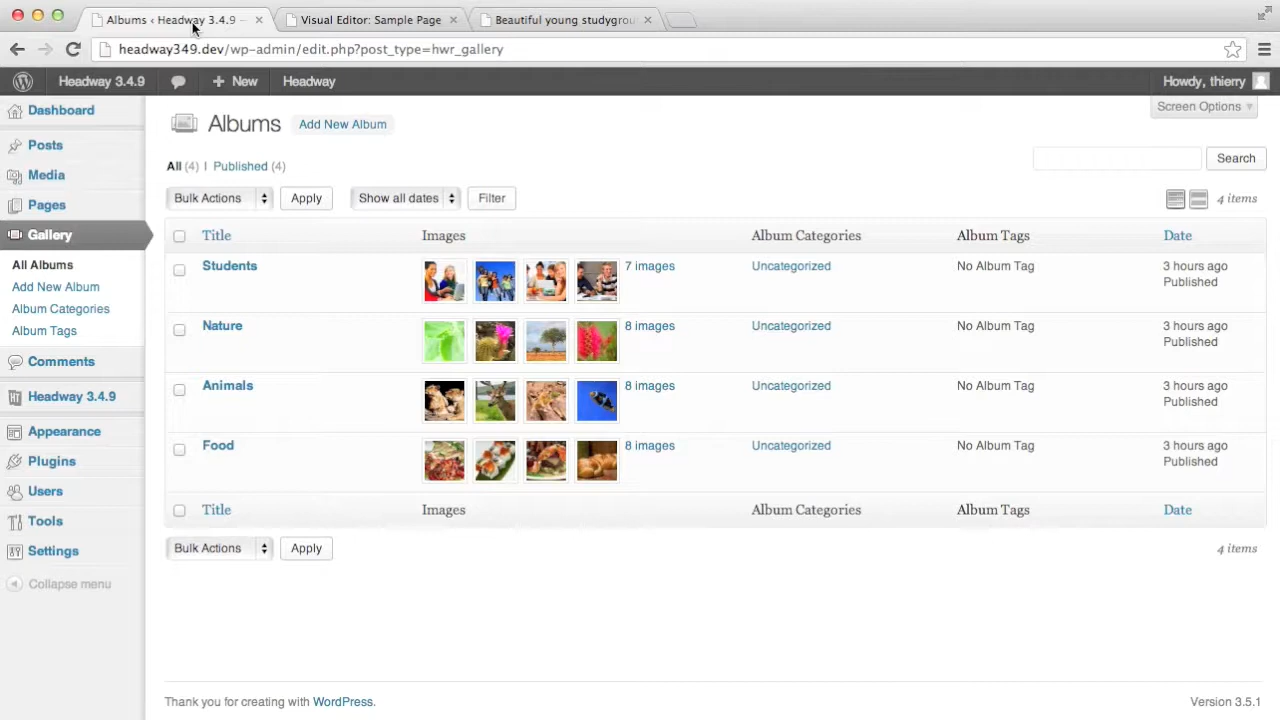 Albums ‹ Headway 3.4.9 —
Visual Editor: Sample Page
Beautiful young studygrou
headway349.dev/wp-admin/edit.php?post_type=hwr_gallery
Headway 3.4.9
New
Headway
Howdy, thierry
Dashboard
Albums
Add New Album
Screen Options
Posts
Media
Pages
Gallery
All Albums
Add New Album
Album Categories
Album Tags
Comments
Headway 3.4.9
Appearance
Plugins
Users
Tools
Settings
Collapse menu
All (4) | Published (4)
Search
Bulk Actions
Apply
Show all dates
Filter
4 items
Title Images Album Categories Album Tags Date
Students 7 images Uncategorized No Album Tag 3 hours ago
Published
Nature 8 images Uncategorized No Album Tag 3 hours ago
Published
Animals 8 images Uncategorized No Album Tag 3 hours ago
Published
Food 8 images Uncategorized No Album Tag 3 hours ago
Published
Title Images Album Categories Album Tags Date
Bulk Actions
Apply
4 items
Thank you for creating with WordPress.
Version 3.5.1